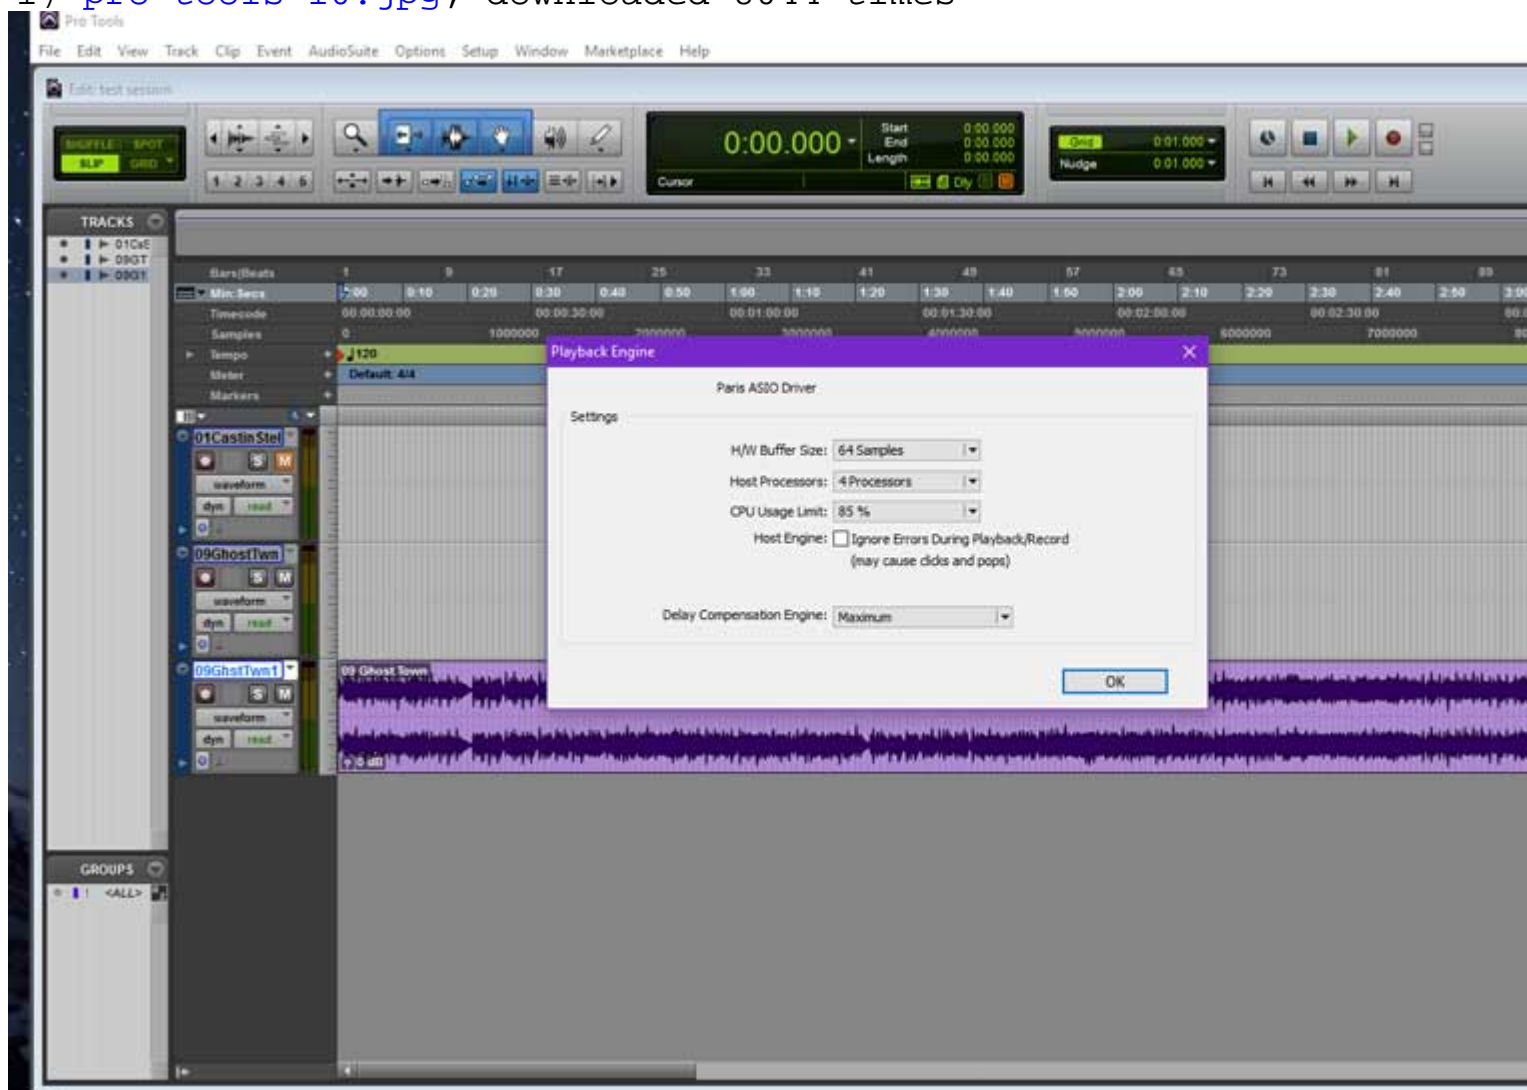 Pro Tools
File Edit View Track Clip Event AudioSuite Options Setup Window Marketplace Help
Edit: test session
SHUFFLE SPOT
SLIP GRID
1 2 3 4 5
0:00.000
Start 0:00.000
End 0:00.000
Length 0:00.000
Cursor
Dly
Grid 0:01.000
Nudge 0:01.000
TRACKS
09GT
Bars|Beats 1 9 17 25 33 41 49 57 65 73 81 89
Min:Secs 0:10 0:20 0:30 0:40 0:50 1:00 1:10 1:20 1:30 1:40 1:50 2:00 2:10 2:20 2:30 2:40 2:50
Timecode 00:00:00:00 00:00:30:00 00:01:00:00 00:01:30:00 00:02:00:00 00:02:30:00
Samples 0 1000000 2000000 3000000 4000000 5000000 6000000 7000000
Tempo 120
Meter Default: 4/4
Markers
01CastinStel
S M
waveform
dyn read
09GhostTwn
S M
waveform
dyn read
09GhstTwn1
S M
waveform
dyn read
09 Ghost Town
0 dB
Playback Engine
Paris ASIO Driver
Settings
H/W Buffer Size: 64 Samples
Host Processors: 4 Processors
CPU Usage Limit: 85 %
Host Engine: Ignore Errors During Playback/Record
(may cause clicks and pops)
Delay Compensation Engine: Maximum
OK
GROUPS
! <ALL>